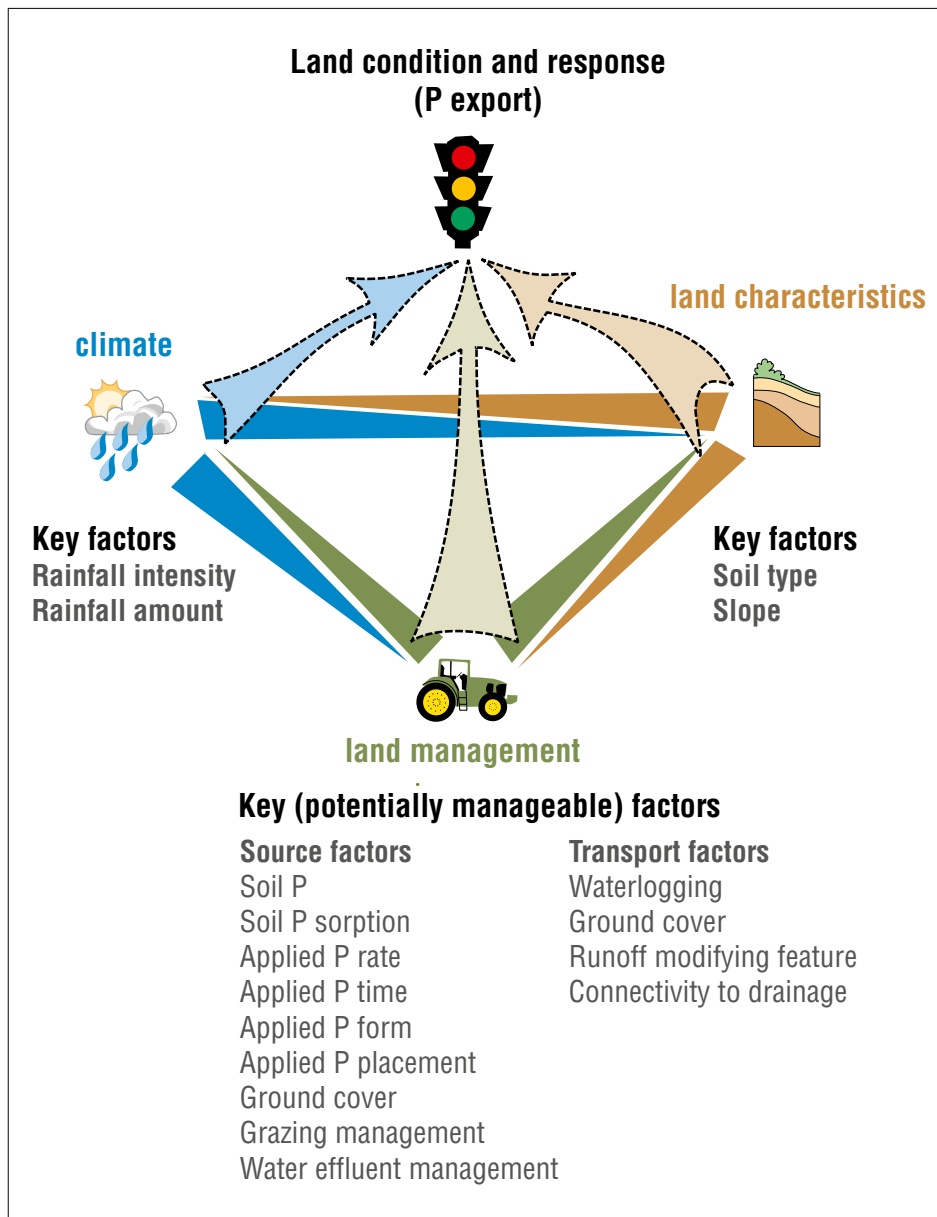 Land condition and response
(P export)
land characteristics
climate
Key factors
Rainfall intensity
Rainfall amount
Key factors
Soil type
Slope
land management
Key (potentially manageable) factors
Source factors
Soil P
Soil P sorption
Applied P rate
Applied P time
Applied P form
Applied P placement
Ground cover
Grazing management
Water effluent management
Transport factors
Waterlogging
Ground cover
Runoff modifying feature
Connectivity to drainage